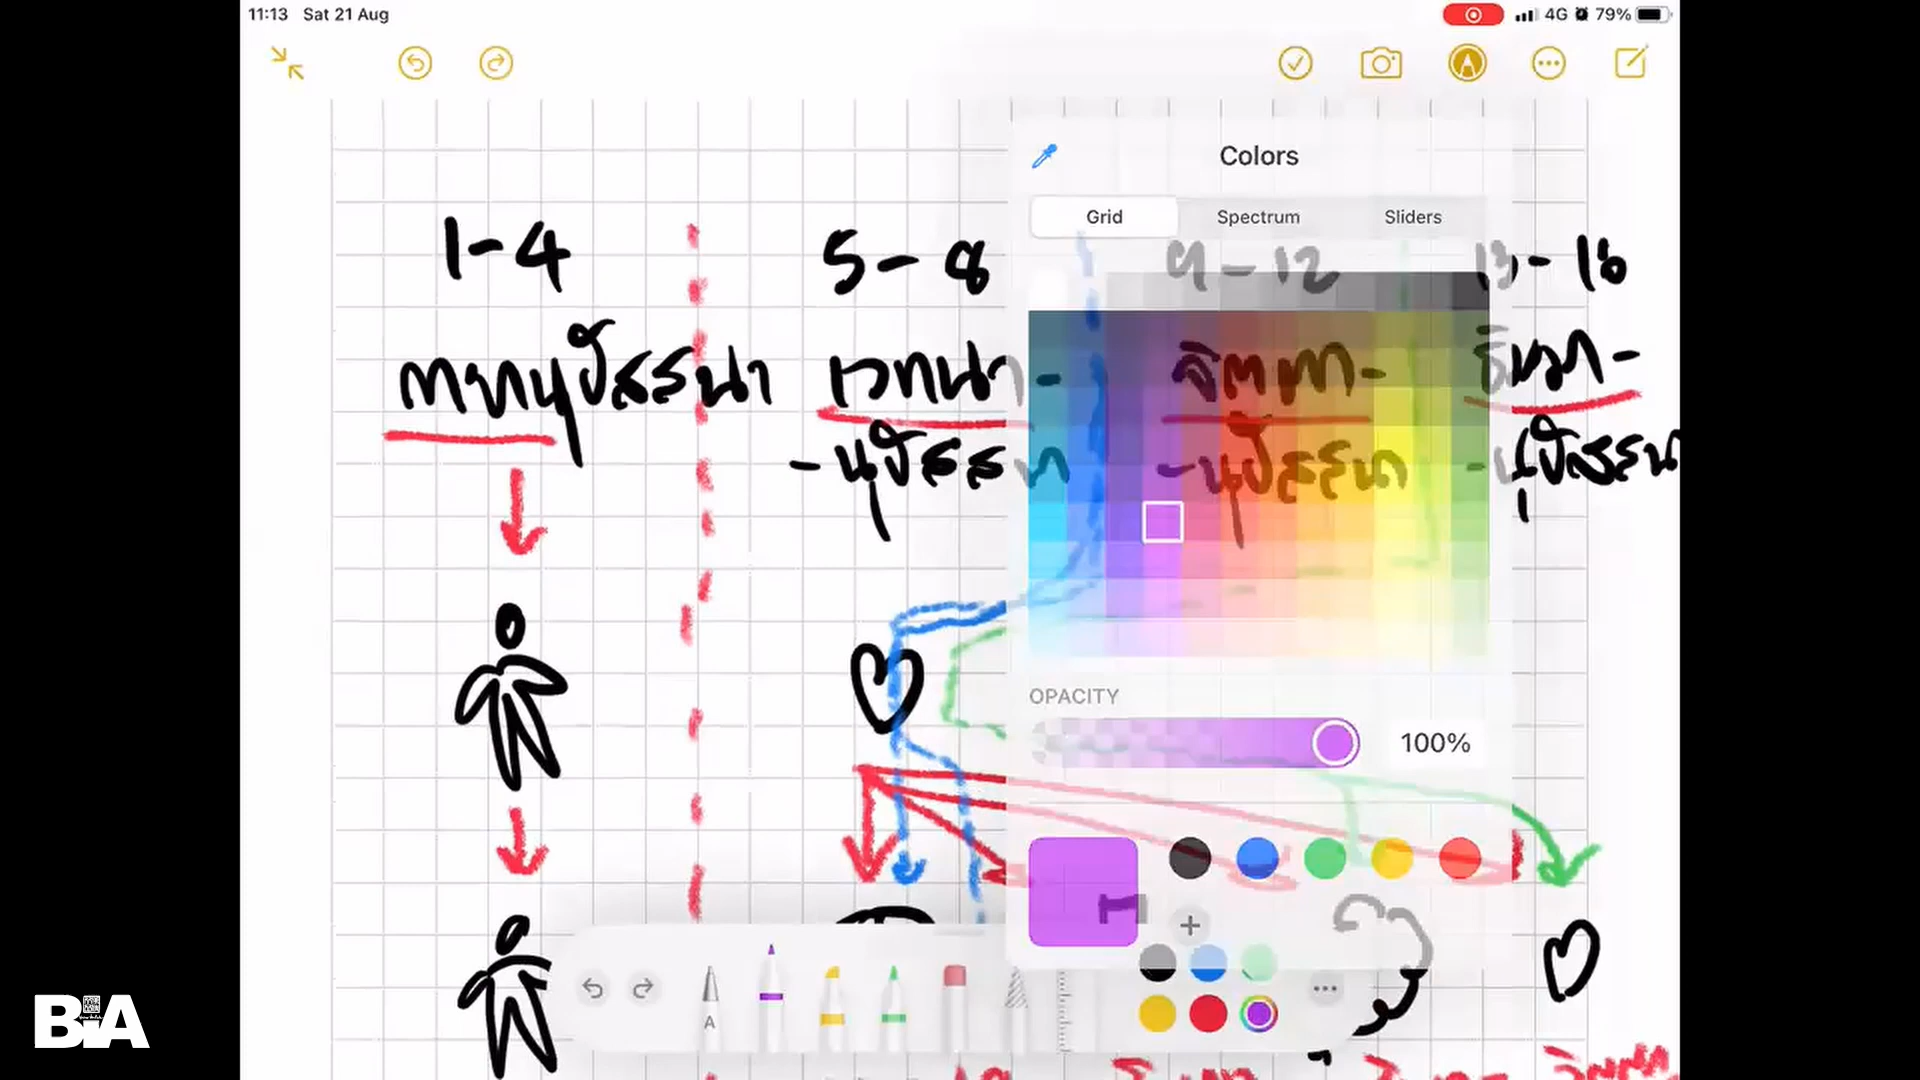 11:13 Sat 21 Aug
4G 79%
Colors
Grid Spectrum Sliders
1-4 5-8 9-12 13-16
กายานุปัสสนา เวทนา- จิตตา- ธัมมา-
-นุปัสสนา -นุปัสสนา -นุปัสสนา
OPACITY
100%
A
BIA